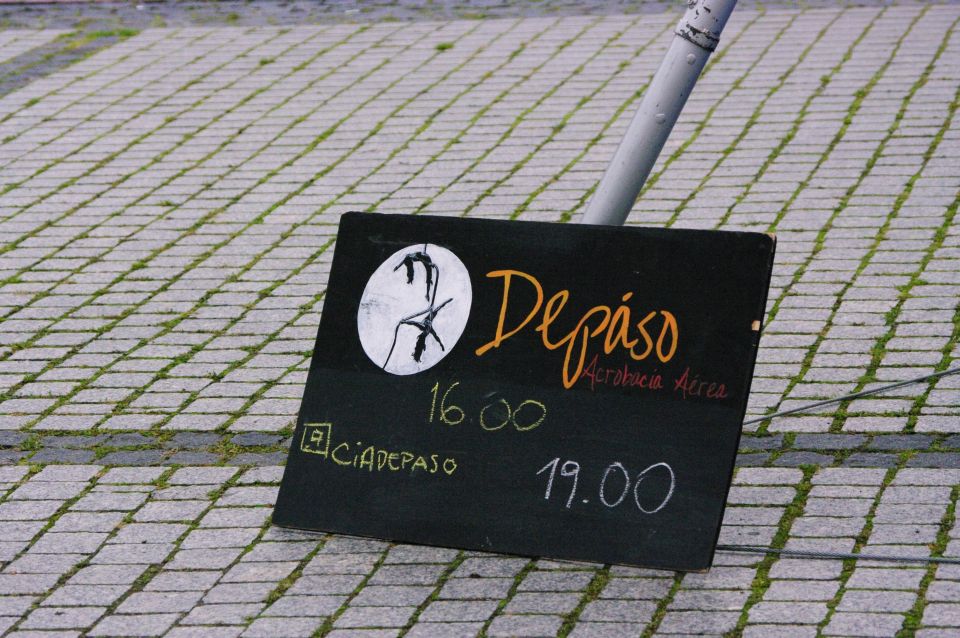 Depáso
Acrobacia Aérea
16.00
CiADEPASO
19.00